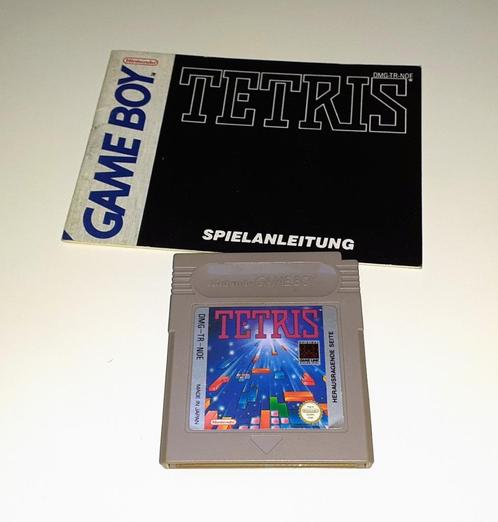 Nintendo
GAME BOY
TETRIS
DMG-TR-NOE
SPIELANLEITUNG
Nintendo GAME BOY
TETRIS
DMG-TR-NOE
MADE IN JAPAN
HERAUSRAGENDE SEITE
Nintendo